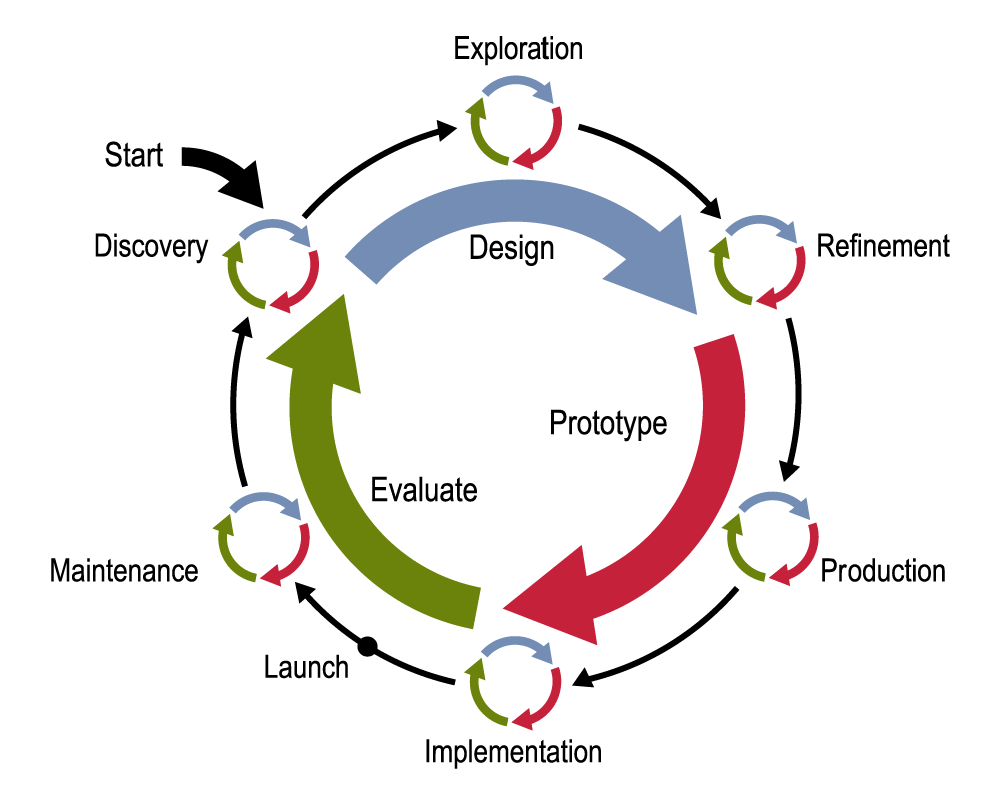 Exploration
Start
Discovery
Design
Refinement
Prototype
Evaluate
Maintenance
Production
Launch
Implementation